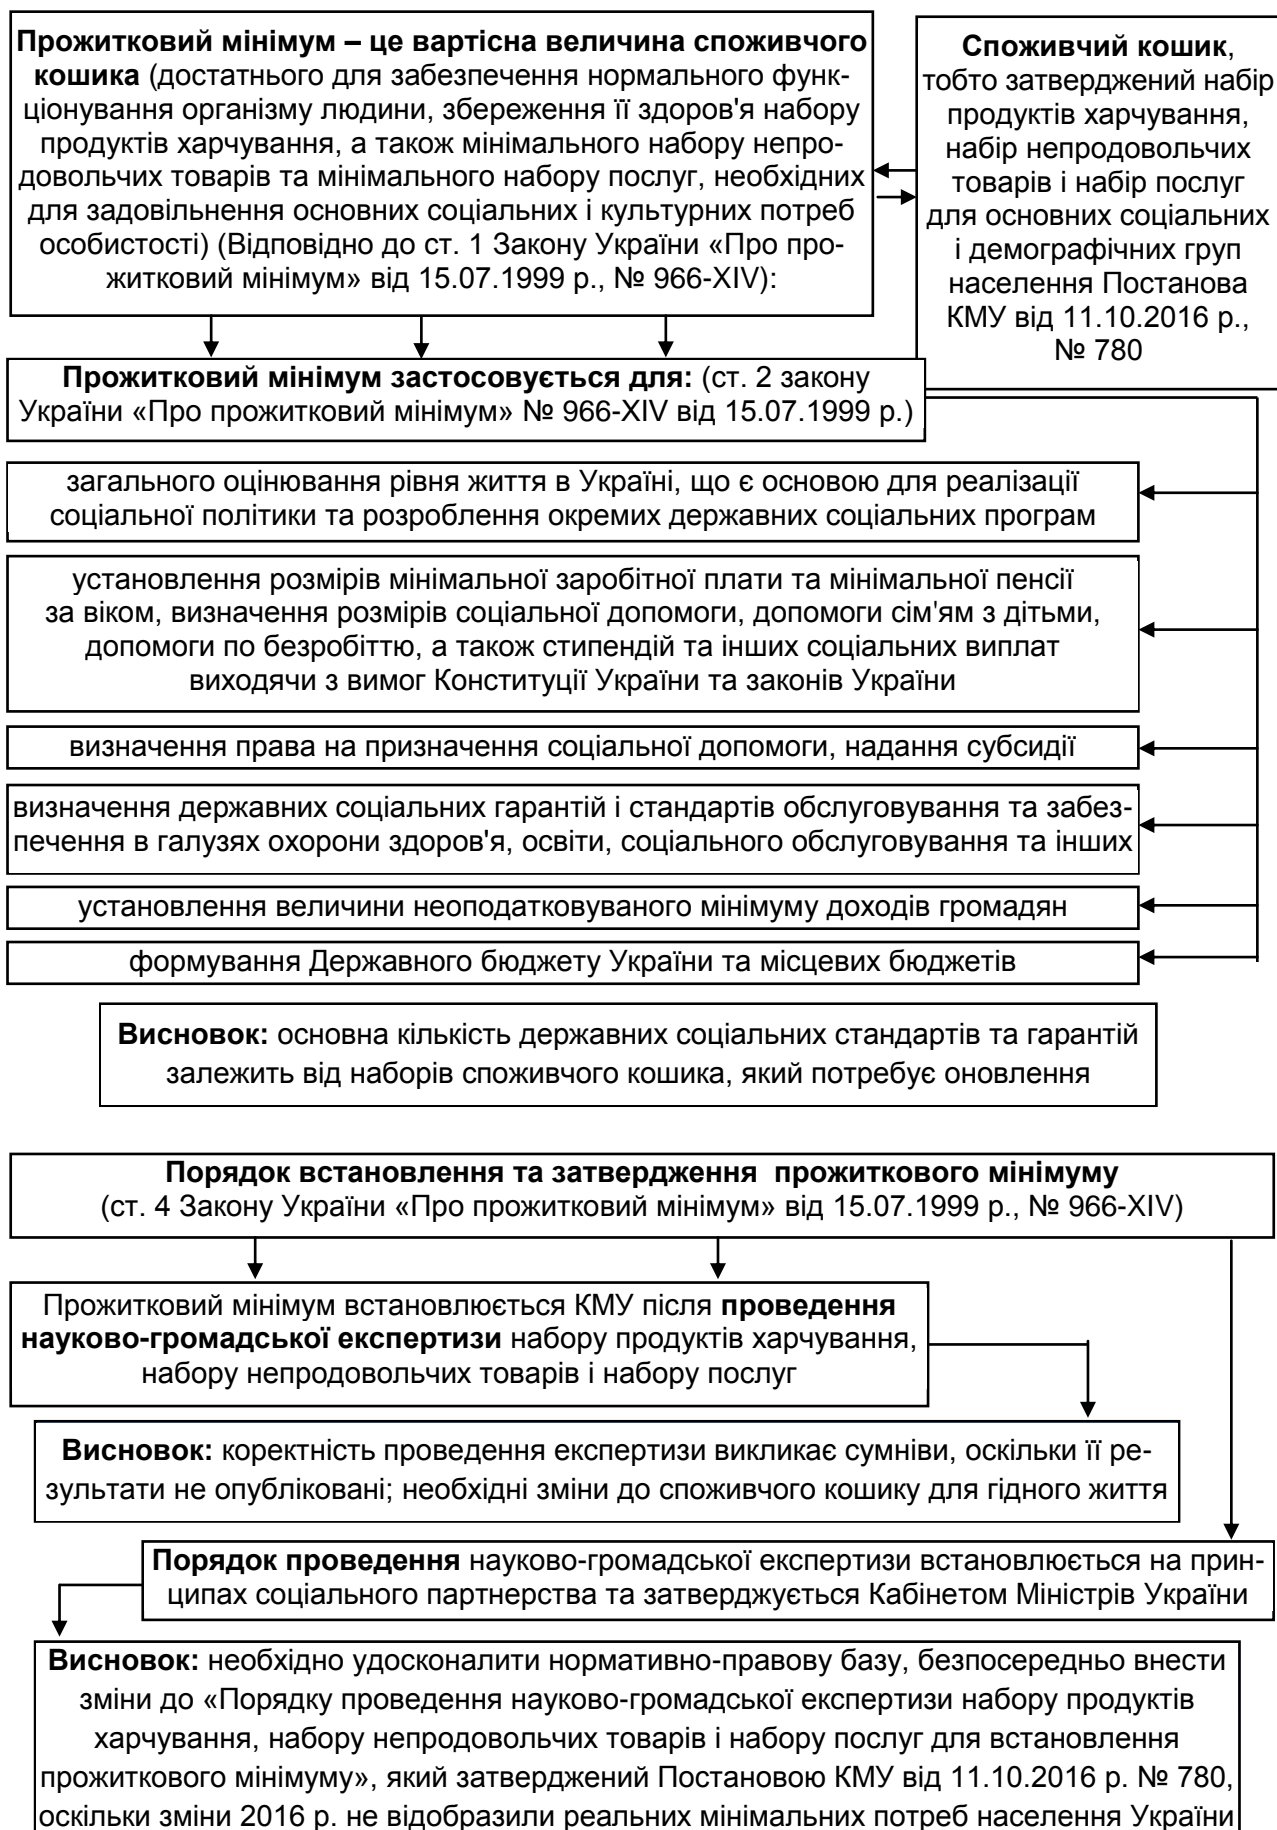 Прожитковий мінімум – це вартісна величина споживчого
кошика (достатнього для забезпечення нормального функ-
ціонування організму людини, збереження її здоров'я набору
продуктів харчування, а також мінімального набору непро-
довольчих товарів та мінімального набору послуг, необхідних
для задовільнення основних соціальних і культурних потреб
особистості) (Відповідно до ст. 1 Закону України «Про про-
житковий мінімум» від 15.07.1999 р., № 966-XIV):
Споживчий кошик,
тобто затверджений набір
продуктів харчування,
набір непродовольчих
товарів і набір послуг
для основних соціальних
і демографічних груп
населення Постанова
КМУ від 11.10.2016 р.,
№ 780
Прожитковий мінімум застосовується для: (ст. 2 закону
України «Про прожитковий мінімум» № 966-XIV від 15.07.1999 р.)
загального оцінювання рівня життя в Україні, що є основою для реалізації
соціальної політики та розроблення окремих державних соціальних програм
установлення розмірів мінімальної заробітної плати та мінімальної пенсії
за віком, визначення розмірів соціальної допомоги, допомоги сім'ям з дітьми,
допомоги по безробіттю, а також стипендій та інших соціальних виплат
виходячи з вимог Конституції України та законів України
визначення права на призначення соціальної допомоги, надання субсидії
визначення державних соціальних гарантій і стандартів обслуговування та забез-
печення в галузях охорони здоров'я, освіти, соціального обслуговування та інших
установлення величини неоподатковуваного мінімуму доходів громадян
формування Державного бюджету України та місцевих бюджетів
Висновок: основна кількість державних соціальних стандартів та гарантій
залежить від наборів споживчого кошика, який потребує оновлення
Порядок встановлення та затвердження прожиткового мінімуму
(ст. 4 Закону України «Про прожитковий мінімум» від 15.07.1999 р., № 966-XIV)
Прожитковий мінімум встановлюється КМУ після проведення
науково-громадської експертизи набору продуктів харчування,
набору непродовольчих товарів і набору послуг
Висновок: коректність проведення експертизи викликає сумніви, оскільки її ре-
зультати не опубліковані; необхідні зміни до споживчого кошику для гідного життя
Порядок проведення науково-громадської експертизи встановлюється на прин-
ципах соціального партнерства та затверджується Кабінетом Міністрів України
Висновок: необхідно удосконалити нормативно-правову базу, безпосередньо внести
зміни до «Порядку проведення науково-громадської експертизи набору продуктів
харчування, набору непродовольчих товарів і набору послуг для встановлення
прожиткового мінімуму», який затверджений Постановою КМУ від 11.10.2016 р. № 780,
оскільки зміни 2016 р. не відобразили реальних мінімальних потреб населення України